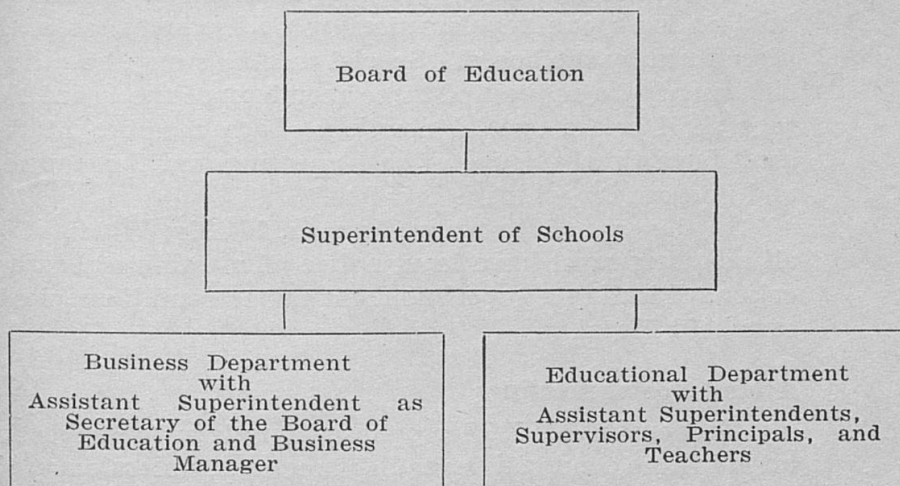 Board of Education
Superintendent of Schools
Business Department
with
Assistant Superintendent as
Secretary of the Board of
Education and Business
Manager
Educational Department
with
Assistant Superintendents,
Supervisors, Principals, and
Teachers